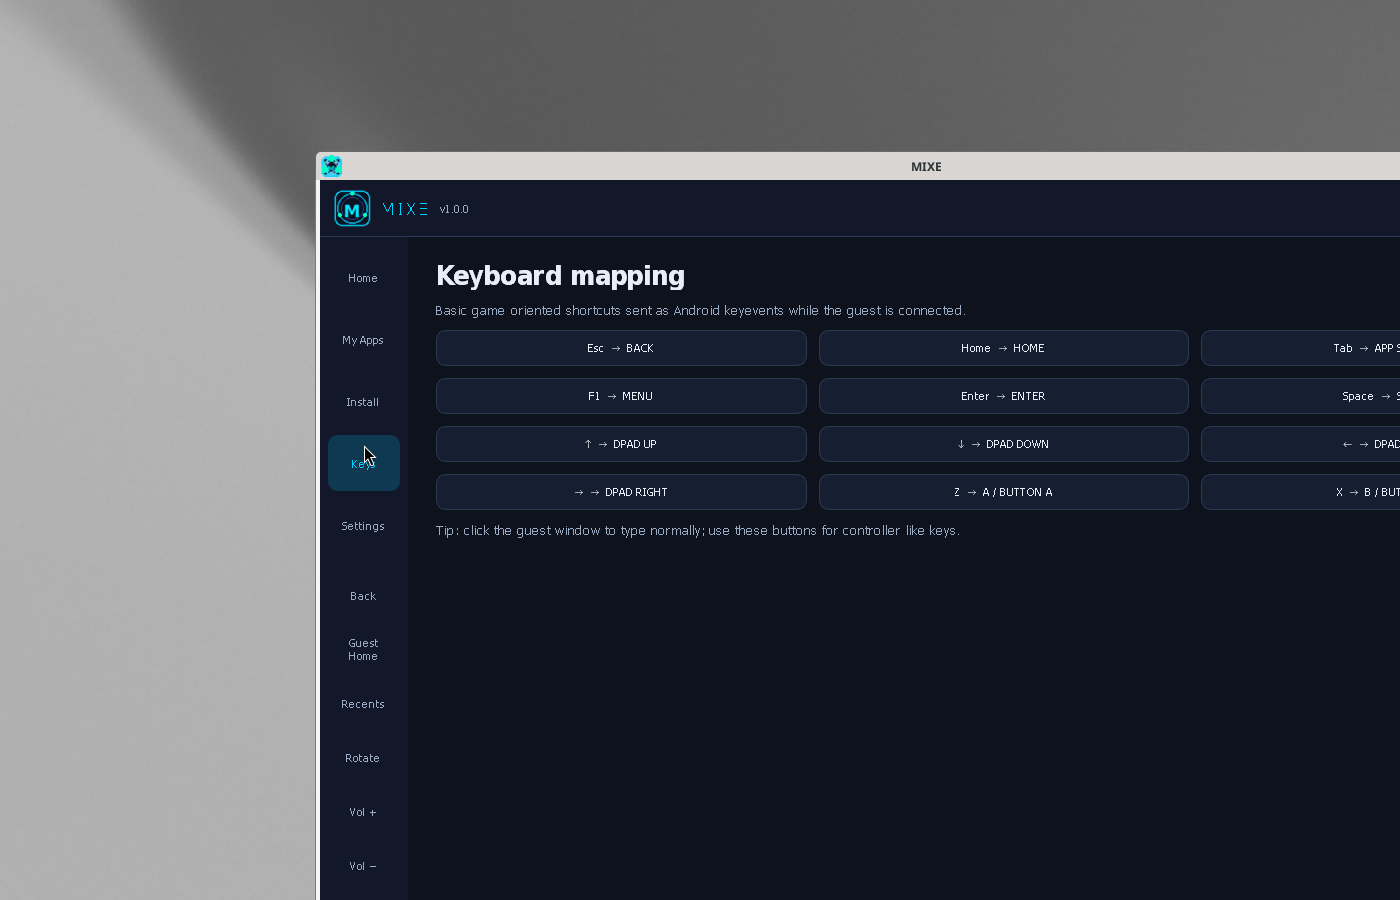 MIXE
M MIXE v1.0.0
Home
My Apps
Install
Keys
Settings
Back
Guest
Home
Recents
Rotate
Vol +
Vol −
Keyboard mapping
Basic game oriented shortcuts sent as Android keyevents while the guest is connected.
Esc → BACK
Home → HOME
Tab → APP S
F1 → MENU
Enter → ENTER
Space → S
↑ → DPAD UP
↓ → DPAD DOWN
← → DPAD
→ → DPAD RIGHT
Z → A / BUTTON A
X → B / BUT
Tip: click the guest window to type normally; use these buttons for controller like keys.